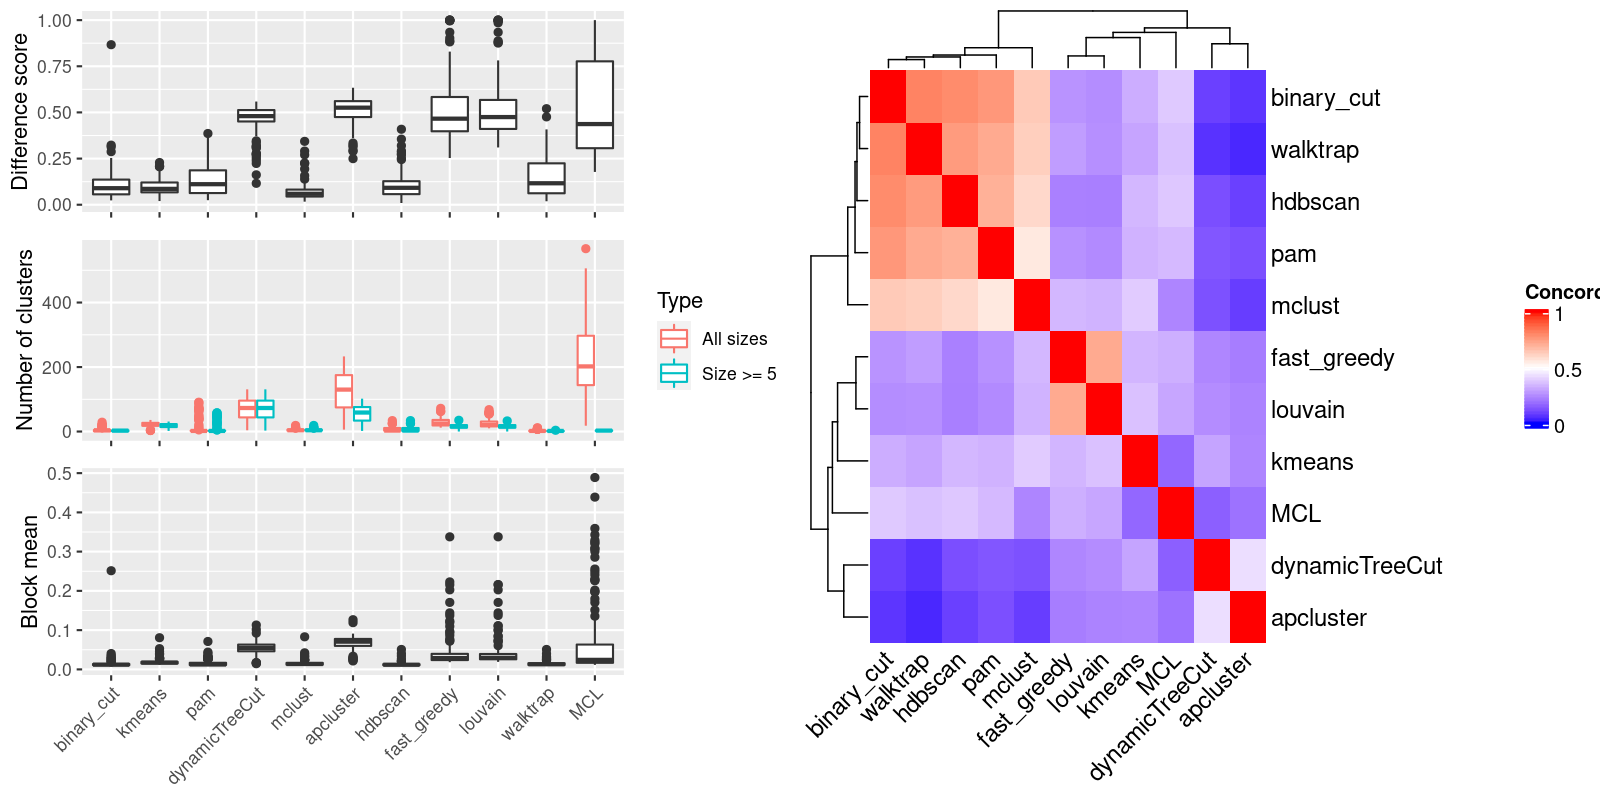 Difference score
1.00
0.75
0.50
0.25
0.00
Number of clusters
400
200
0
Block mean
0.5
0.4
0.3
0.2
0.1
0.0
binary_cut
kmeans
pam
dynamicTreeCut
mclust
apcluster
hdbscan
fast_greedy
louvain
walktrap
MCL
Type
All sizes
Size >= 5
binary_cut
walktrap
hdbscan
pam
mclust
fast_greedy
louvain
kmeans
MCL
dynamicTreeCut
apcluster
binary_cut
walktrap
hdbscan
pam
mclust
fast_greedy
louvain
kmeans
MCL
dynamicTreeCut
apcluster
Concord
1
0.5
0